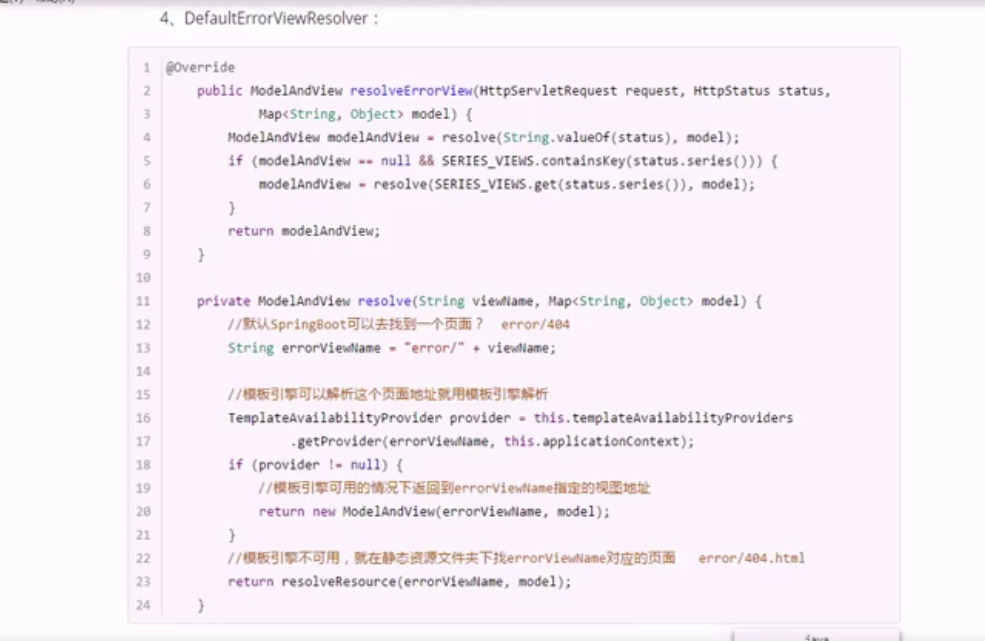 4、DefaultErrorViewResolver：
1 @Override
2 public ModelAndView resolveErrorView(HttpServletRequest request, HttpStatus status,
3 Map<String, Object> model) {
4 ModelAndView modelAndView = resolve(String.valueOf(status), model);
5 if (modelAndView == null && SERIES_VIEWS.containsKey(status.series())) {
6 modelAndView = resolve(SERIES_VIEWS.get(status.series()), model);
7 }
8 return modelAndView;
9 }
10
11 private ModelAndView resolve(String viewName, Map<String, Object> model) {
12 //默认SpringBoot可以去找到一个页面？ error/404
13 String errorViewName = "error/" + viewName;
14
15 //模板引擎可以解析这个页面地址就用模板引擎解析
16 TemplateAvailabilityProvider provider = this.templateAvailabilityProviders
17 .getProvider(errorViewName, this.applicationContext);
18 if (provider != null) {
19 //模板引擎可用的情况下返回到errorViewName指定的视图地址
20 return new ModelAndView(errorViewName, model);
21 }
22 //模板引擎不可用，就在静态资源文件夹下找errorViewName对应的页面 error/404.html
23 return resolveResource(errorViewName, model);
24 }
java